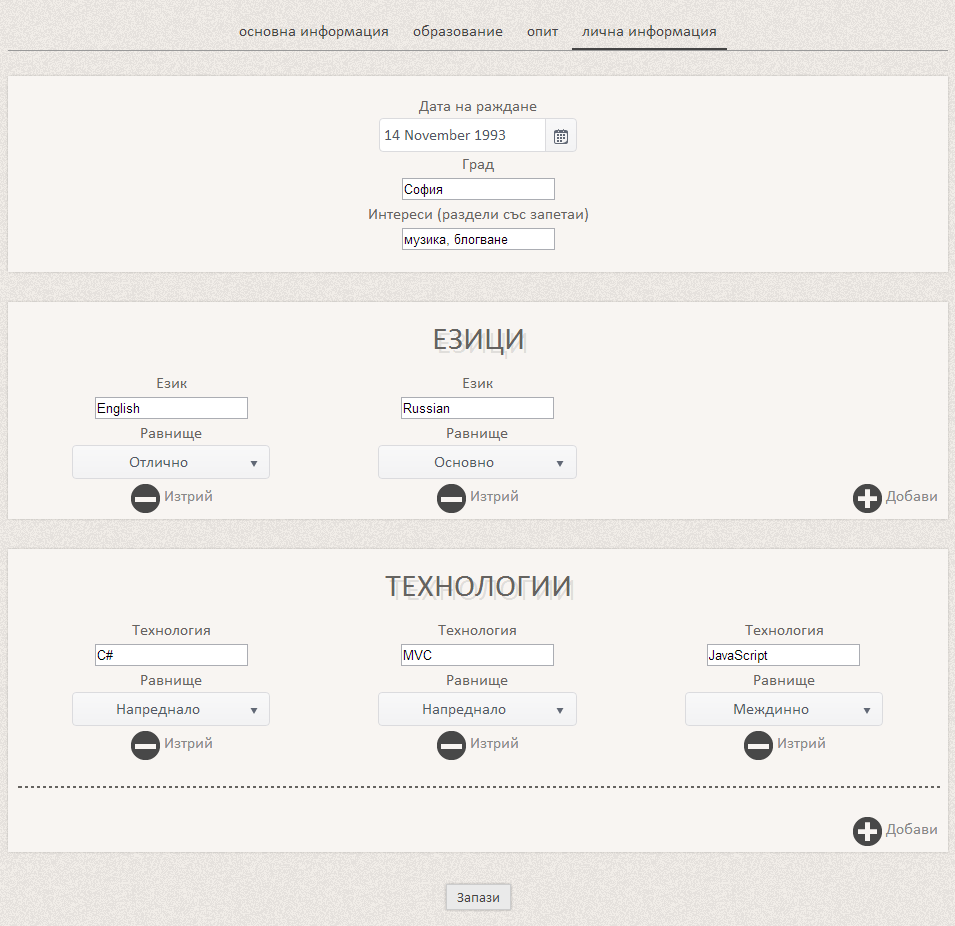 основна информация образование опит лична информация
Дата на раждане
14 November 1993
Град
София
Интереси (раздели със запетаи)
музика, блогване
ЕЗИЦИ
Език Език
English Russian
Равнище Равнище
Отлично Основно
Изтрий Изтрий Добави
ТЕХНОЛОГИИ
Технология Технология Технология
C# MVC JavaScript
Равнище Равнище Равнище
Напреднало Напреднало Междинно
Изтрий Изтрий Изтрий
Добави
Запази